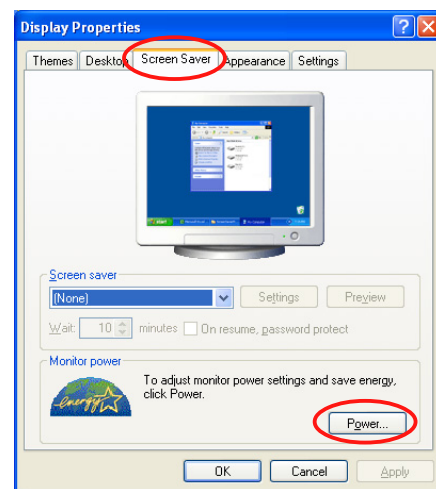 Display Properties
Themes Desktop Screen Saver Appearance Settings
start
Screen saver
(None) Settings Preview
Wait: 10 minutes On resume, password protect
Monitor power
energy
To adjust monitor power settings and save energy,
click Power.
Power...
OK Cancel Apply